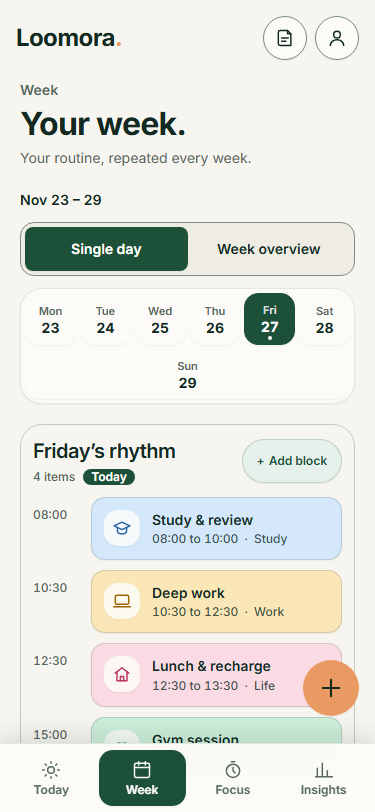 Loomora.
Week
Your week.
Your routine, repeated every week.
Nov 23 – 29
Single day
Week overview
Mon Tue Wed Thu Fri Sat
23 24 25 26 27 28
Sun
29
Friday’s rhythm
+ Add block
4 items Today
08:00
Study & review
08:00 to 10:00 · Study
10:30
Deep work
10:30 to 12:30 · Work
12:30
Lunch & recharge
12:30 to 13:30 · Life
15:00
Gym session
Today Week Focus Insights